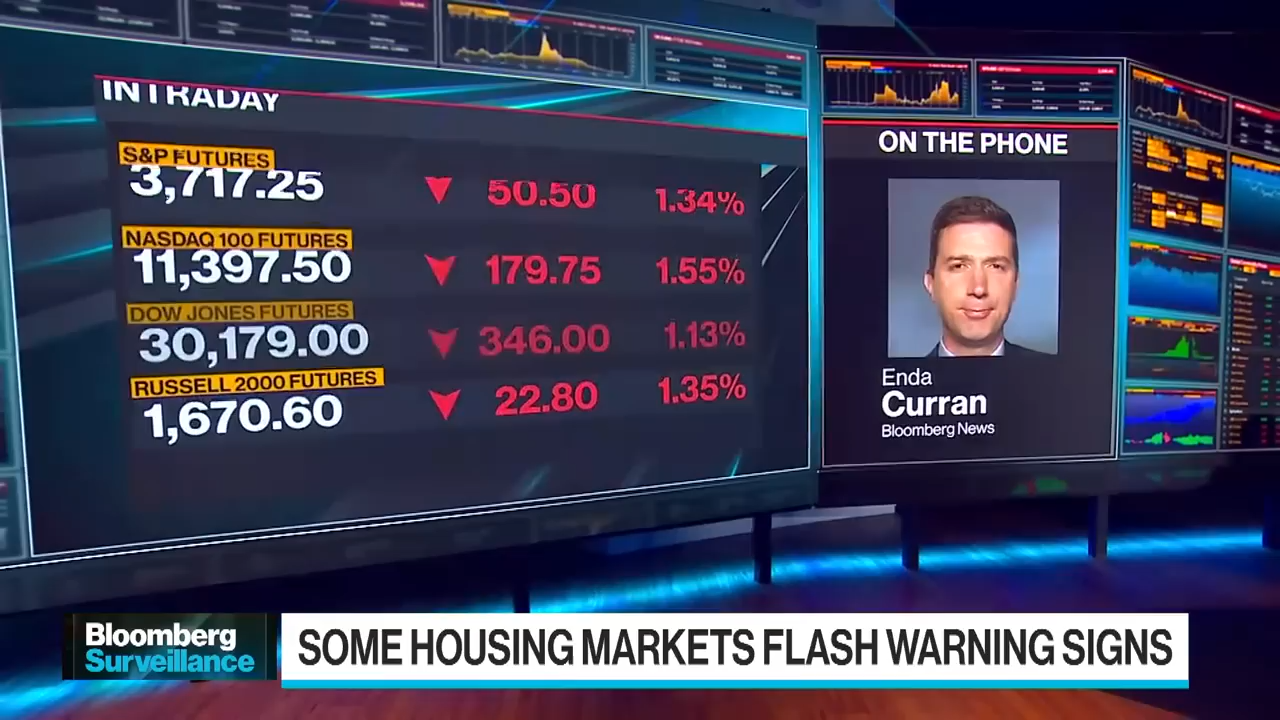 INTRADAY
S&P FUTURES
3,717.25 50.50 1.34%
NASDAQ 100 FUTURES
11,397.50 179.75 1.55%
DOW JONES FUTURES
30,179.00 346.00 1.13%
RUSSELL 2000 FUTURES
1,670.60 22.80 1.35%
ON THE PHONE
Enda
Curran
Bloomberg News
Bloomberg
Surveillance
SOME HOUSING MARKETS FLASH WARNING SIGNS